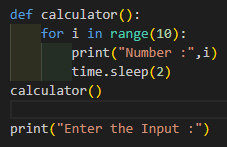 def calculator():
    for i in range(10):
        print("Number :",i)
        time.sleep(2)
calculator()
print("Enter the Input :")